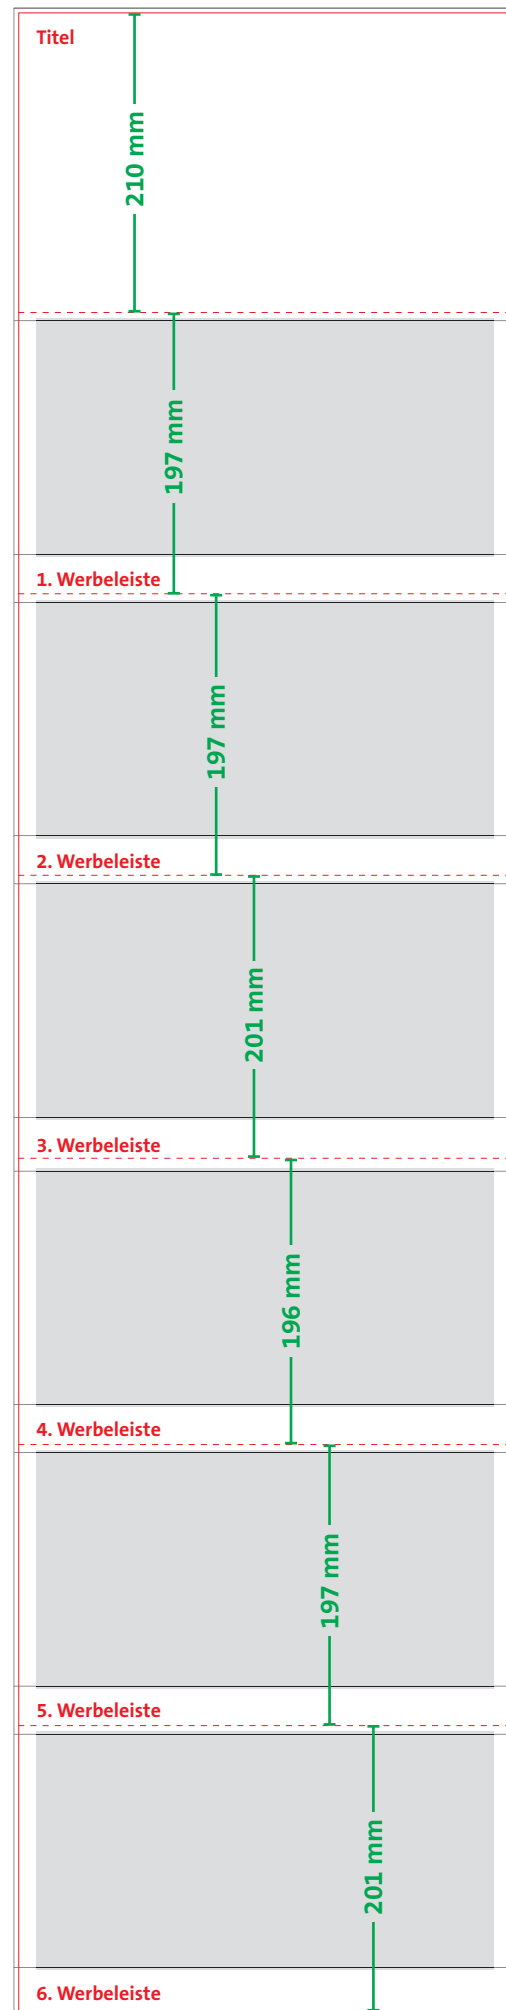 Titel
210 mm
197 mm
1. Werbeleiste
197 mm
2. Werbeleiste
201 mm
3. Werbeleiste
196 mm
4. Werbeleiste
197 mm
5. Werbeleiste
201 mm
6. Werbeleiste